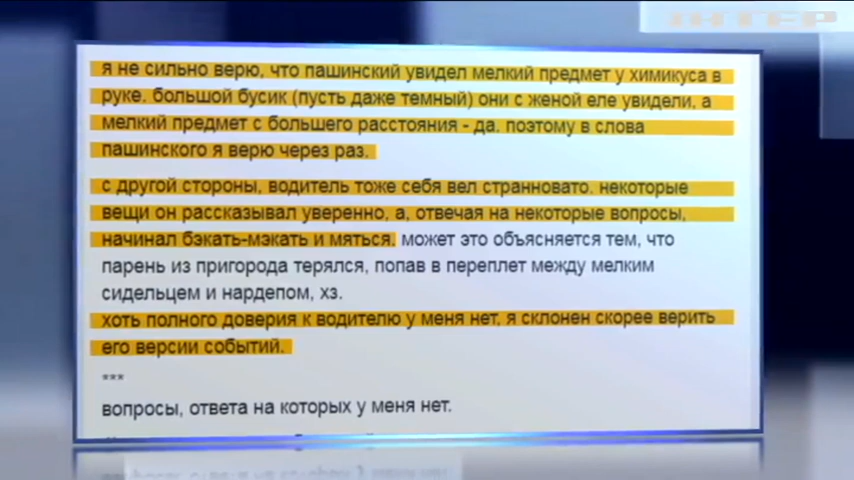 ІНТЕР
я не сильно верю, что пашинский увидел мелкий предмет у химикуса в
руке. большой бусик (пусть даже темный) они с женой еле увидели, а
мелкий предмет с большего расстояния - да. поэтому в слова
пашинского я верю через раз.
с другой стороны, водитель тоже себя вел странновато. некоторые
вещи он рассказывал уверенно, а, отвечая на некоторые вопросы,
начинал бэкать-мэкать и мяться. может это объясняется тем, что
парень из пригорода терялся, попав в переплет между мелким
сидельцем и нардепом, хз.
хоть полного доверия к водителю у меня нет, я склонен скорее верить
его версии событий.
***
вопросы, ответа на которых у меня нет.